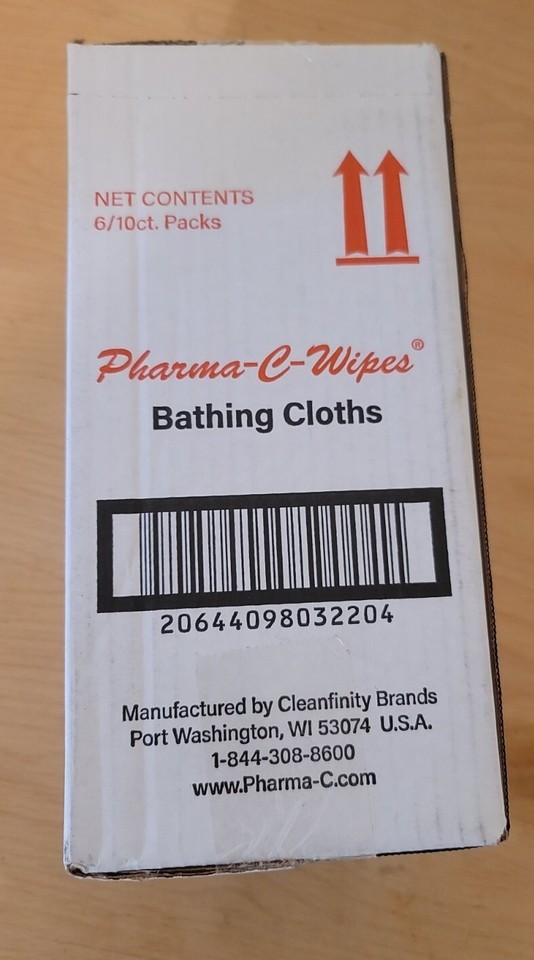 NET CONTENTS
6/10ct. Packs
Pharma-C-Wipes®
Bathing Cloths
20644098032204
Manufactured by Cleanfinity Brands
Port Washington, WI 53074 U.S.A.
1-844-308-8600
www.Pharma-C.com